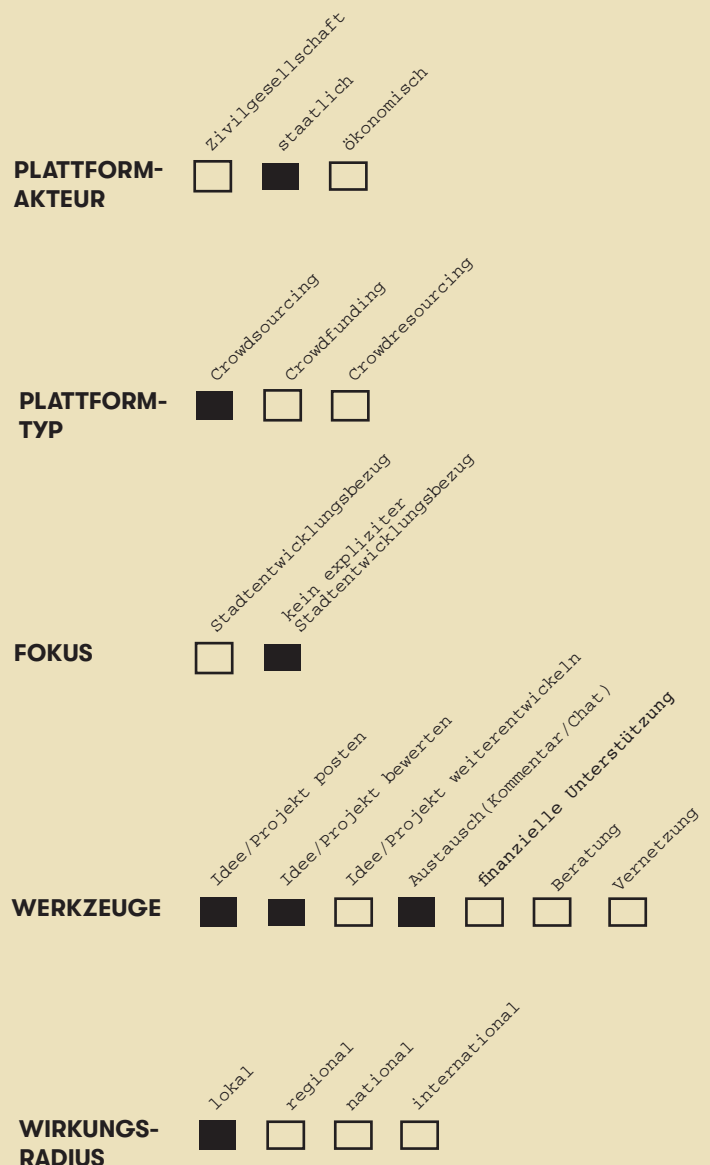 Zivilgesellschaft
staatlich
ökonomisch
PLATTFORM-
AKTEUR
Crowdsourcing
Crowdfunding
Crowdresourcing
PLATTFORM-
TYP
Stadtentwicklungsbezug
kein expliziter
Stadtentwicklungsbezug
FOKUS
Idee/Projekt posten
Idee/Projekt bewerten
Idee/Projekt weiterentwickeln
Austausch(Kommentar/Chat)
finanzielle Unterstützung
Beratung
Vernetzung
WERKZEUGE
lokal
regional
national
international
WIRKUNGS-
RADIUS